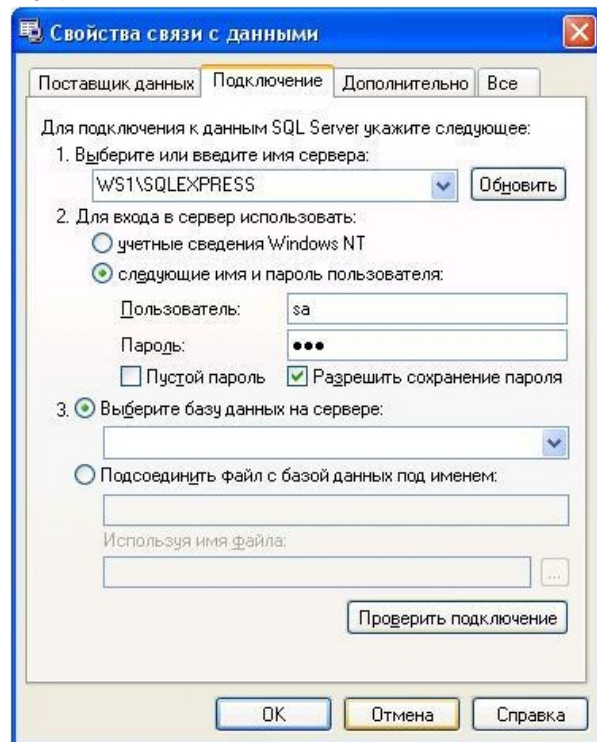 Свойства связи с данными
Поставщик данных Подключение Дополнительно Все
Для подключения к данным SQL Server укажите следующее:
1. Выберите или введите имя сервера:
WS1\SQLEXPRESS Обновить
2. Для входа в сервер использовать:
учетные сведения Windows NT
следующие имя и пароль пользователя:
Пользователь: sa
Пароль: •••
Пустой пароль Разрешить сохранение пароля
3. Выберите базу данных на сервере:
Подсоединить файл с базой данных под именем:
Используя имя файла:
...
Проверить подключение
OK Отмена Справка